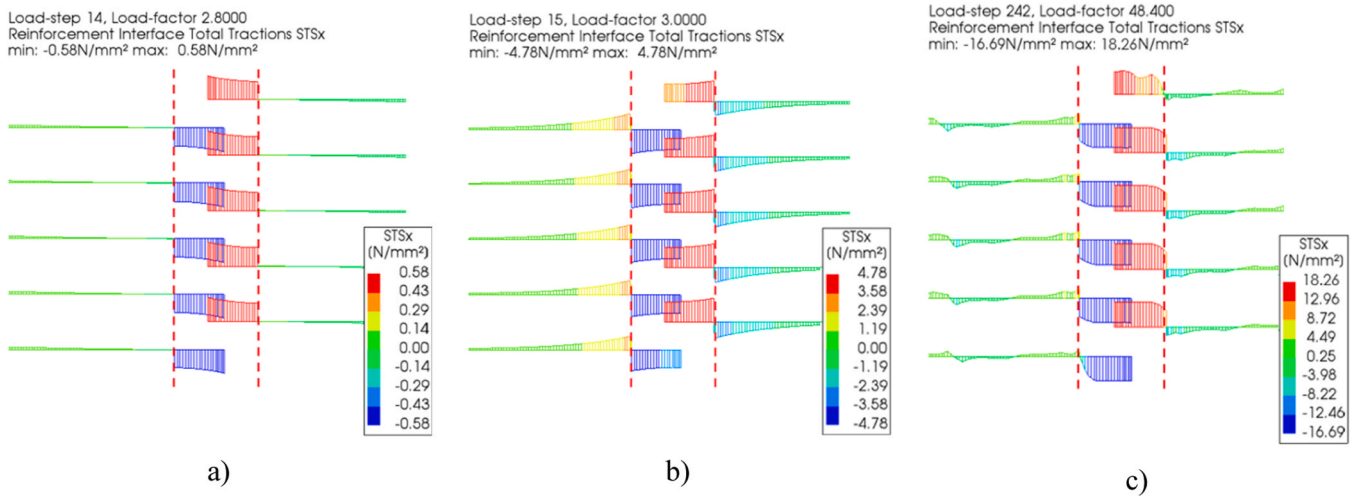 Load-step 14, Load-factor 2.8000
Reinforcement Interface Total Tractions STSx
min: -0.58N/mm² max: 0.58N/mm²
STSx
(N/mm²)
0.58
0.43
0.29
0.14
0.00
-0.14
-0.29
-0.43
-0.58
a)
Load-step 15, Load-factor 3.0000
Reinforcement Interface Total Tractions STSx
min: -4.78N/mm² max: 4.78N/mm²
STSx
(N/mm²)
4.78
3.58
2.39
1.19
0.00
-1.19
-2.39
-3.58
-4.78
b)
Load-step 242, Load-factor 48.400
Reinforcement Interface Total Tractions STSx
min: -16.69N/mm² max: 18.26N/mm²
STSx
(N/mm²)
18.26
12.96
8.72
4.49
0.25
-3.98
-8.22
-12.46
-16.69
c)